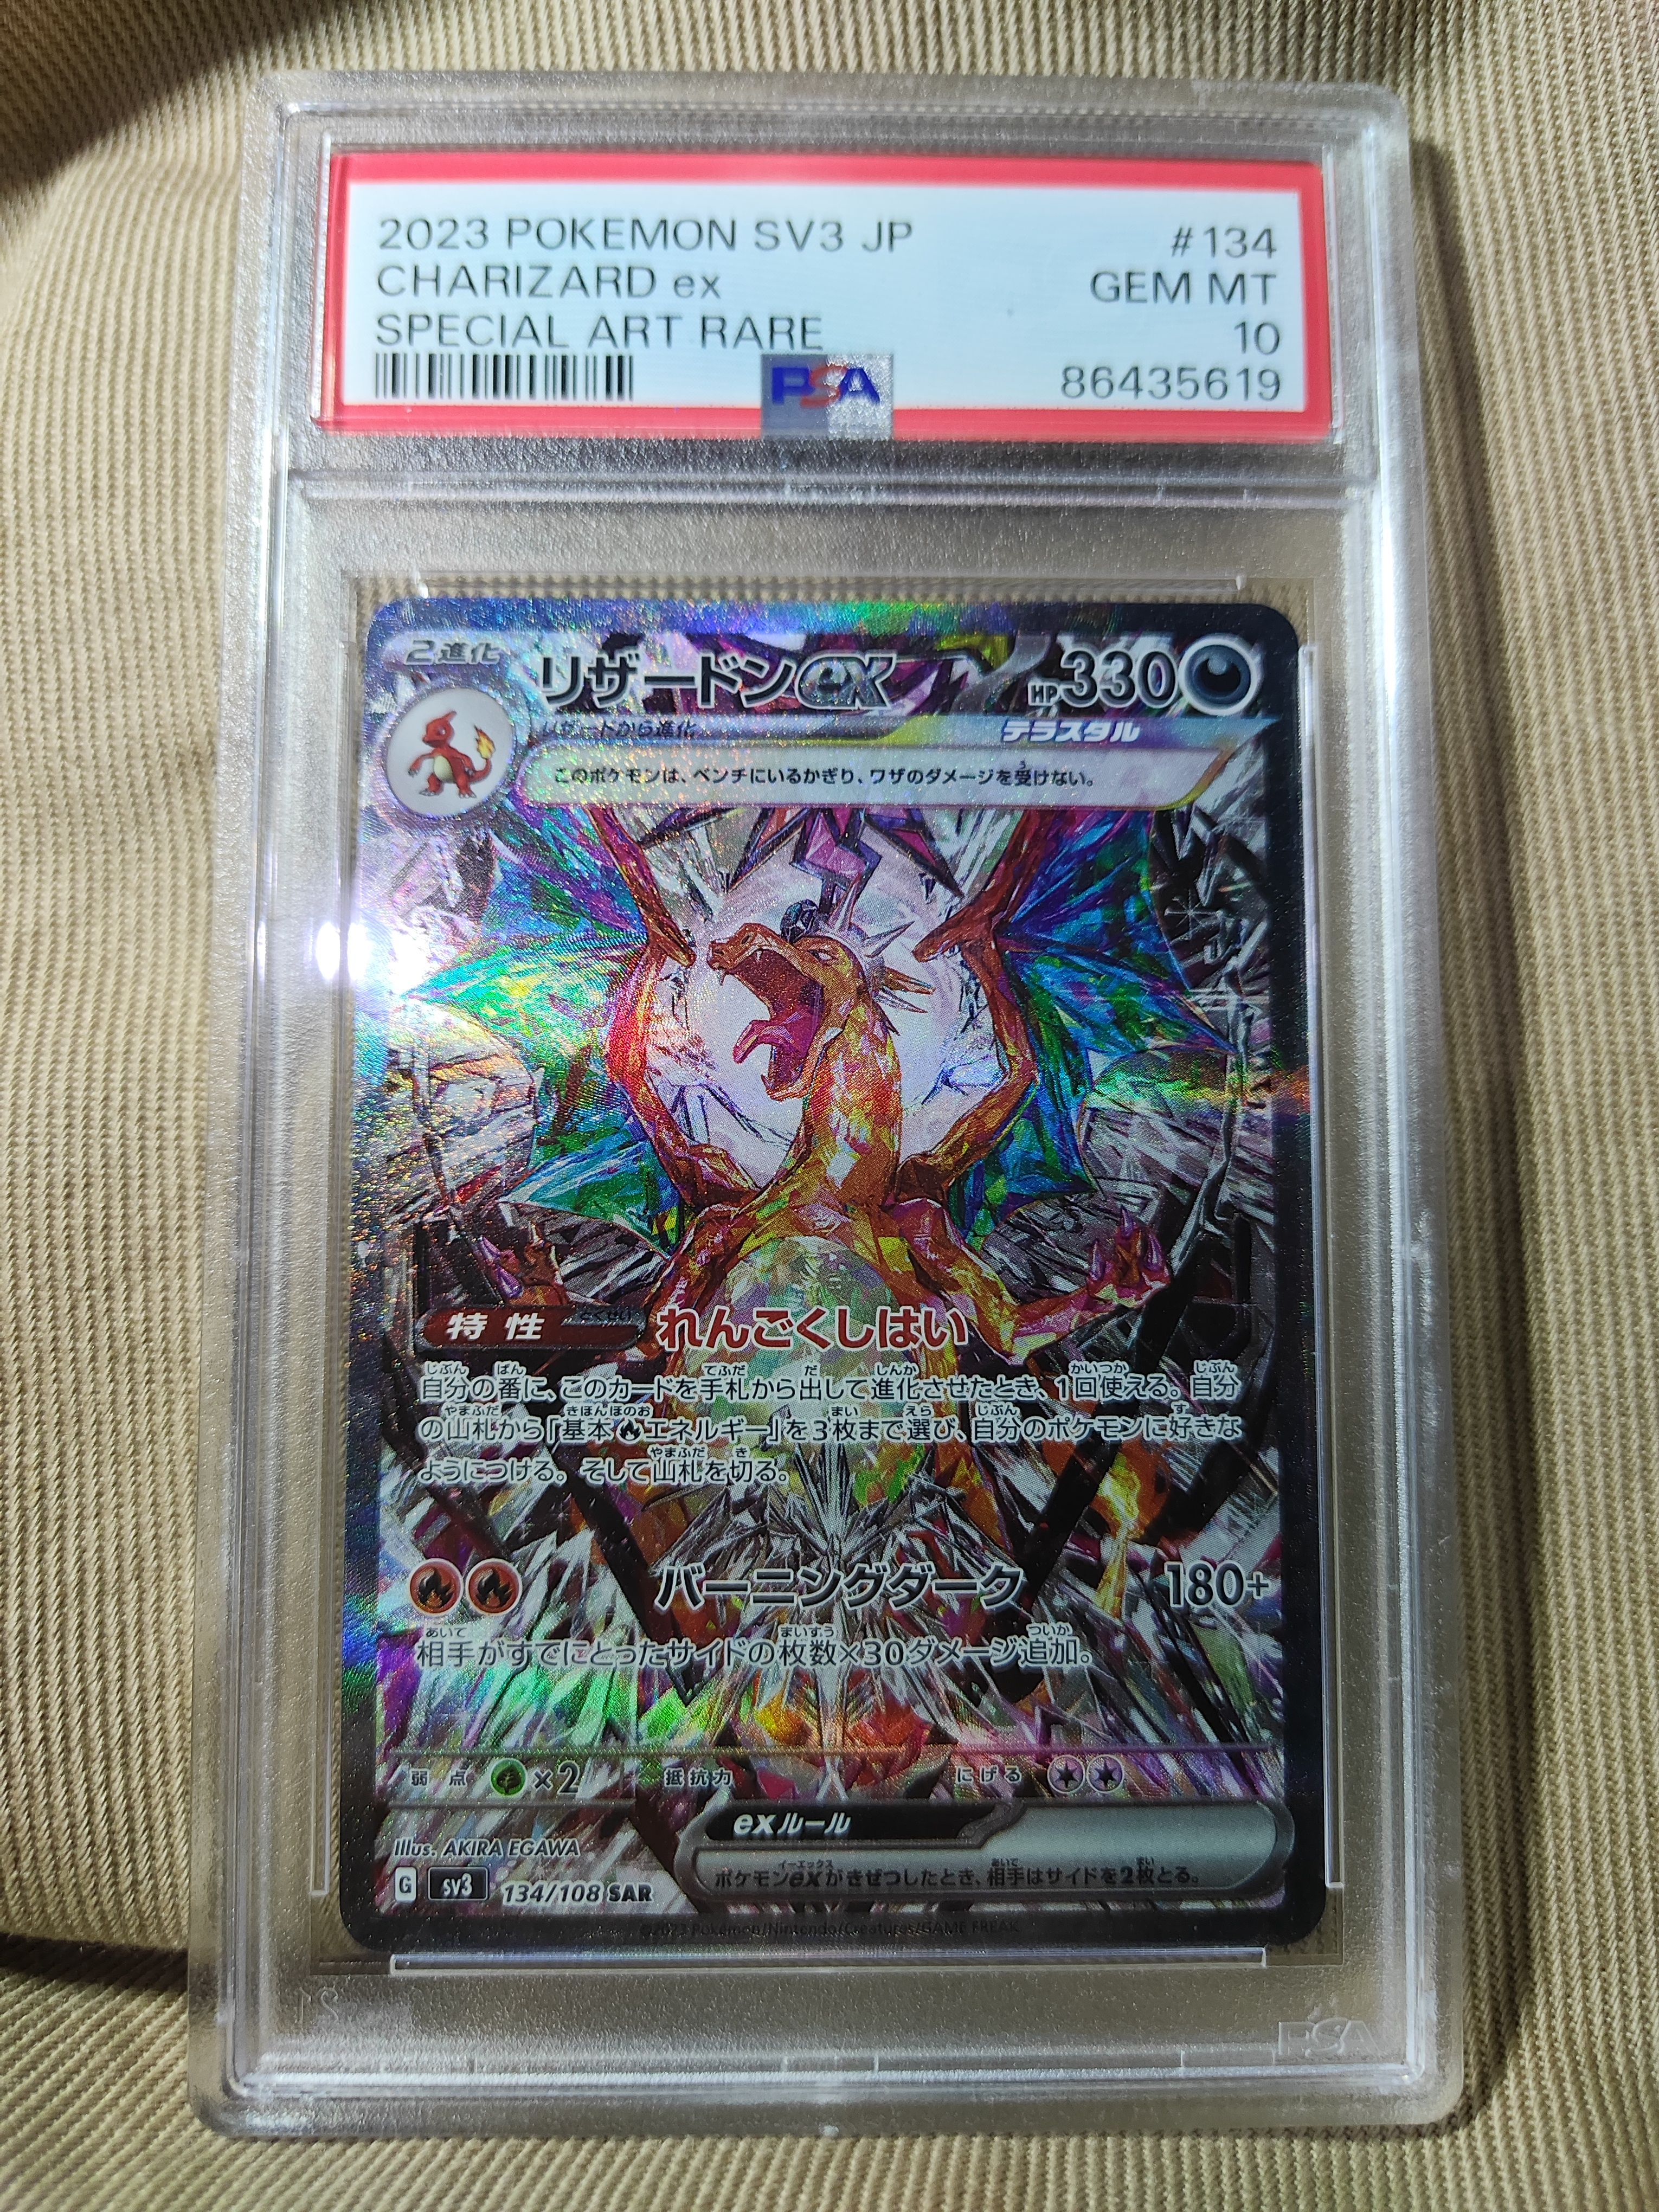 2023 POKEMON SV3 JP #134
CHARIZARD ex GEM MT
SPECIAL ART RARE 10
PSA 86435619
2進化 リザードンex HP330
リザードから進化 テラスタル
このポケモンは、ベンチにいるかぎり、ワザのダメージを受けない。
特性 れんごくしはい
自分の番に、このカードを手札から出して進化させたとき、1回使える。自分
の山札から「基本エネルギー」を3枚まで選び、自分のポケモンに好きな
ようにつける。そして山札を切る。
バーニングダーク 180+
相手がすでにとったサイドの枚数×30ダメージ追加。
弱点 ×2 抵抗力 にげる
exルール
ポケモンexがきぜつしたとき、相手はサイドを2枚とる。
Illus. AKIRA EGAWA
G sv3 134/108 SAR
©2023 Pokémon/Nintendo/Creatures/GAME FREAK
PSA